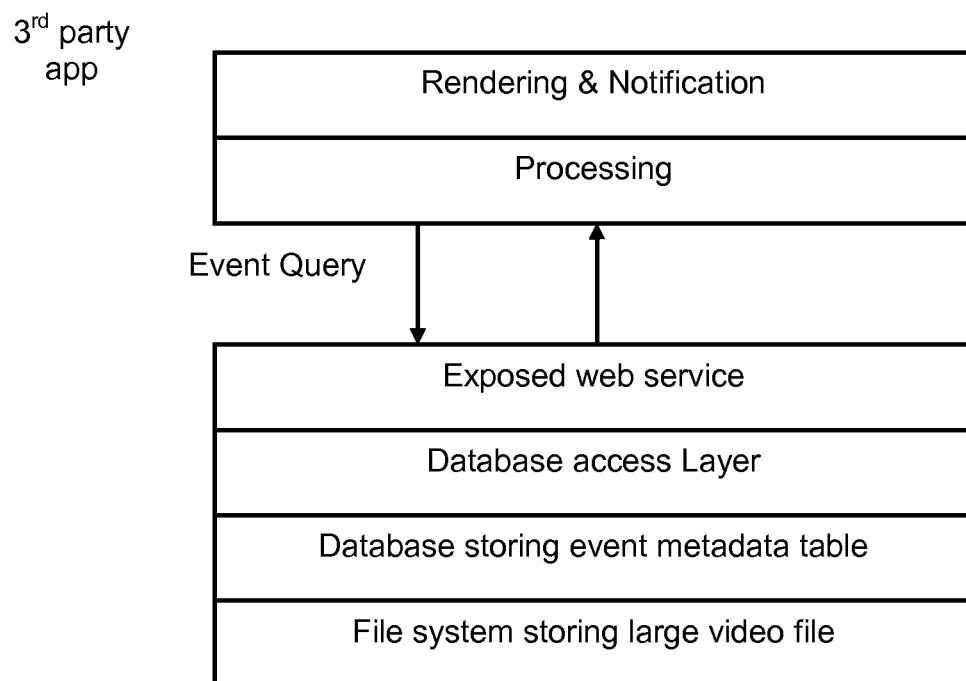 3rd party
app
Rendering & Notification
Processing
Event Query
Exposed web service
Database access Layer
Database storing event metadata table
File system storing large video file